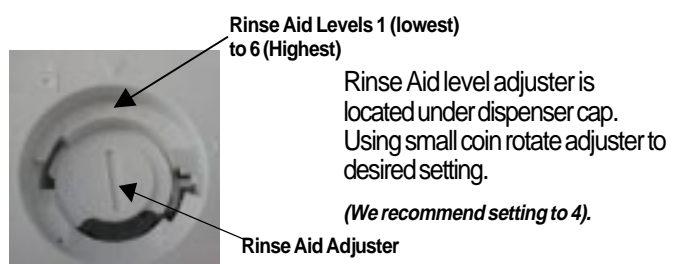 Rinse Aid Levels 1 (lowest)
to 6 (Highest)
Rinse Aid level adjuster is
located under dispenser cap.
Using small coin rotate adjuster to
desired setting.
(We recommend setting to 4).
Rinse Aid Adjuster